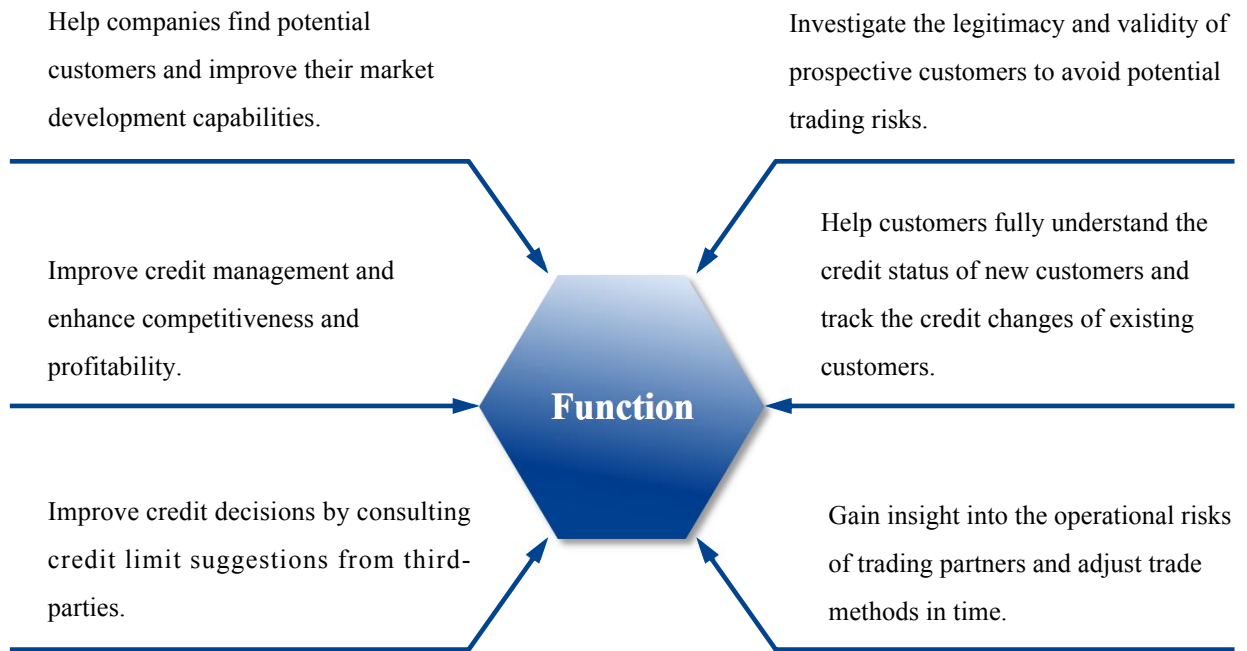 Help companies find potential
customers and improve their market
development capabilities.
Investigate the legitimacy and validity of
prospective customers to avoid potential
trading risks.
Improve credit management and
enhance competitiveness and
profitability.
Help customers fully understand the
credit status of new customers and
track the credit changes of existing
customers.
Function
Improve credit decisions by consulting
credit limit suggestions from third-
parties.
Gain insight into the operational risks
of trading partners and adjust trade
methods in time.